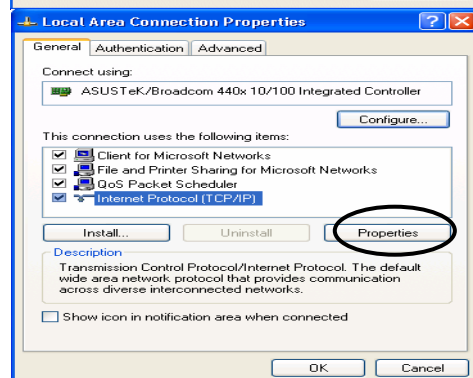 Local Area Connection Properties
General Authentication Advanced
Connect using:
ASUSTeK/Broadcom 440x 10/100 Integrated Controller
Configure...
This connection uses the following items:
Client for Microsoft Networks
File and Printer Sharing for Microsoft Networks
QoS Packet Scheduler
Internet Protocol (TCP/IP)
Install... Uninstall Properties
Description
Transmission Control Protocol/Internet Protocol. The default
wide area network protocol that provides communication
across diverse interconnected networks.
Show icon in notification area when connected
OK Cancel